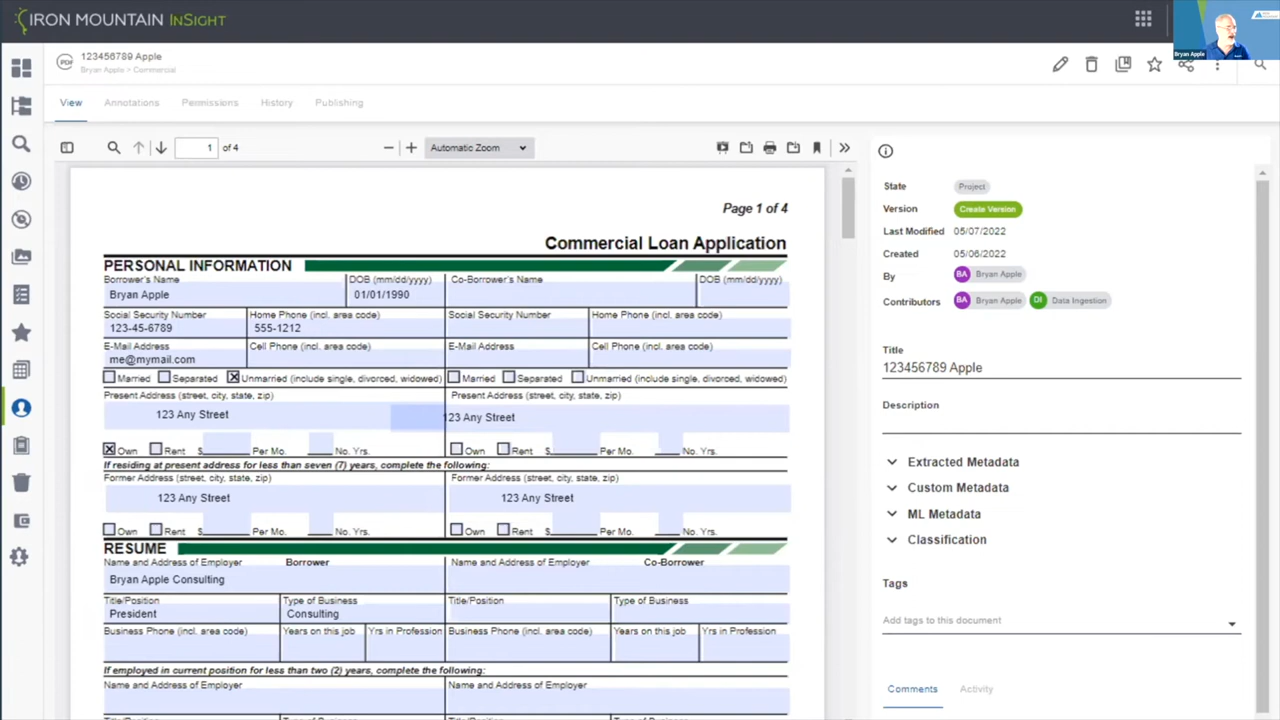 IRON MOUNTAIN INSIGHT
Bryan Apple
PDF
123456789 Apple
Bryan Apple > Commercial
View Annotations Permissions History Publishing
1 of 4 Automatic Zoom
Page 1 of 4
Commercial Loan Application
PERSONAL INFORMATION
Borrower's Name DOB (mm/dd/yyyy) Co-Borrower's Name DOB (mm/dd/yyyy)
Bryan Apple 01/01/1990
Social Security Number Home Phone (incl. area code) Social Security Number Home Phone (incl. area code)
123-45-6789 555-1212
E-Mail Address Cell Phone (incl. area code) E-Mail Address Cell Phone (incl. area code)
me@mymail.com
Married Separated Unmarried (include single, divorced, widowed) Married Separated Unmarried (include single, divorced, widowed)
Present Address (street, city, state, zip) Present Address (street, city, state, zip)
123 Any Street 123 Any Street
Own Rent $ Per Mo. No. Yrs. Own Rent $ Per Mo. No. Yrs.
If residing at present address for less than seven (7) years, complete the following:
Former Address (street, city, state, zip) Former Address (street, city, state, zip)
123 Any Street 123 Any Street
Own Rent $ Per Mo. No. Yrs. Own Rent $ Per Mo. No. Yrs.
RESUME
Name and Address of Employer Borrower Name and Address of Employer Co-Borrower
Bryan Apple Consulting
Title/Position Type of Business Title/Position Type of Business
President Consulting
Business Phone (incl. area code) Years on this job Yrs in Profession Business Phone (incl. area code) Years on this job Yrs in Profession
If employed in current position for less than two (2) years, complete the following:
Name and Address of Employer Name and Address of Employer
State Project
Version Create Version
Last Modified 05/07/2022
Created 05/06/2022
By BA Bryan Apple
Contributors BA Bryan Apple DI Data Ingestion
Title
123456789 Apple
Description
Extracted Metadata
Custom Metadata
ML Metadata
Classification
Tags
Add tags to this document
Comments Activity